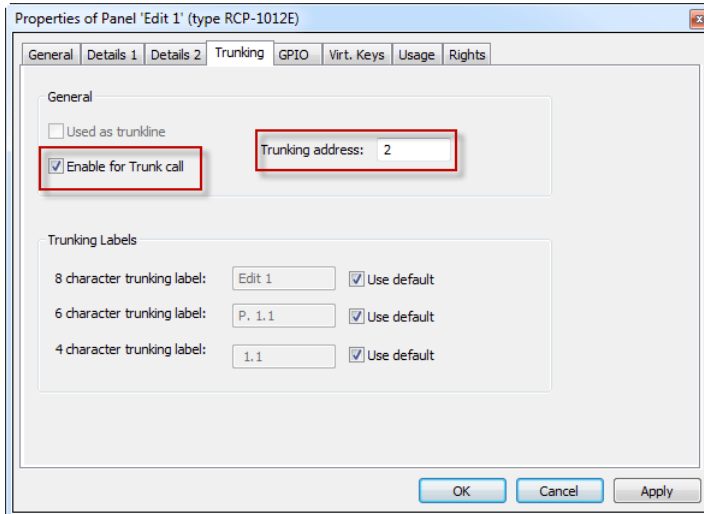 Properties of Panel 'Edit 1' (type RCP-1012E)
General Details 1 Details 2 Trunking GPIO Virt. Keys Usage Rights
General
Used as trunkline
Enable for Trunk call
Trunking address: 2
Trunking Labels
8 character trunking label: Edit 1 Use default
6 character trunking label: P. 1.1 Use default
4 character trunking label: 1.1 Use default
OK Cancel Apply